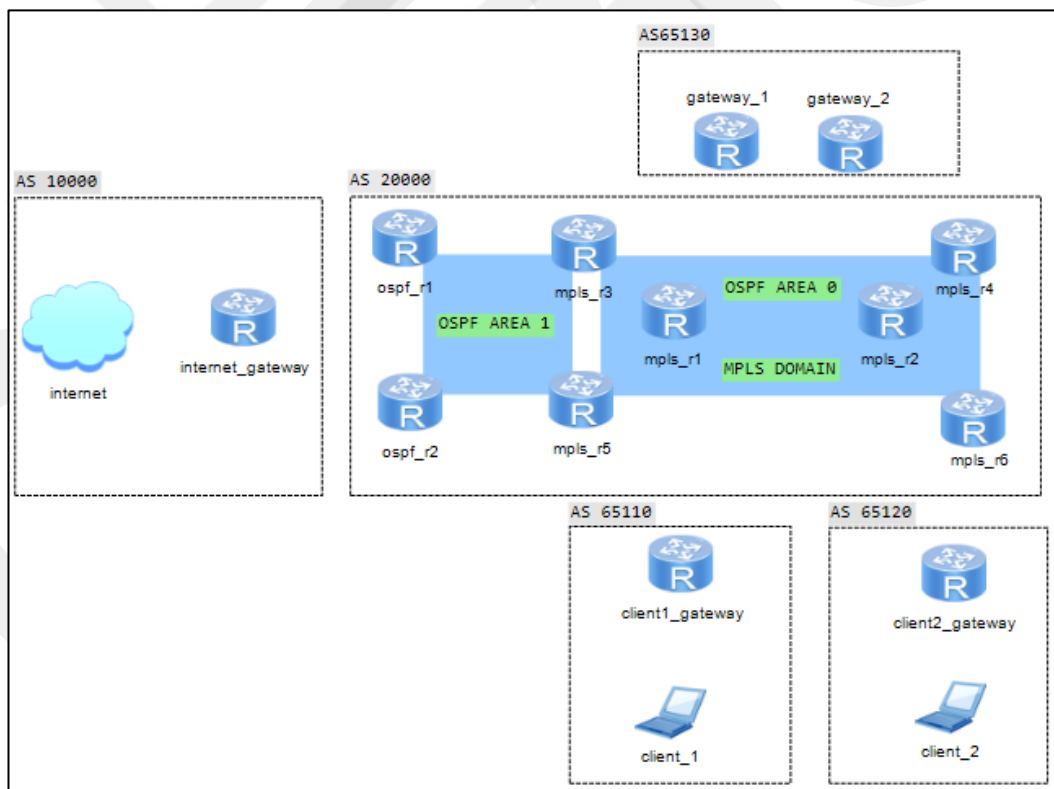 AS65130
gateway_1
gateway_2
AS 10000
AS 20000
ospf_r1
mpls_r3
mpls_r4
OSPF AREA 0
OSPF AREA 1
mpls_r1
mpls_r2
internet_gateway
internet
MPLS DOMAIN
ospf_r2
mpls_r5
mpls_r6
AS 65110
AS 65120
client1_gateway
client2_gateway
client_1
client_2
R
R
R
R
R
R
R
R
R
R
R
R
R